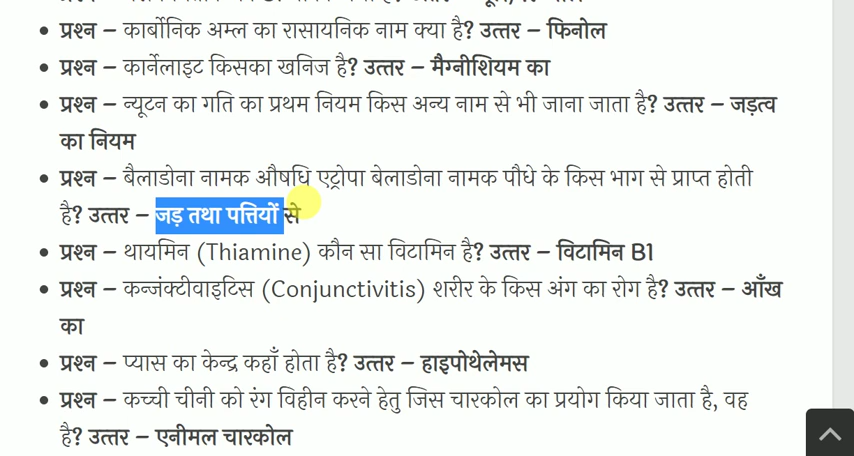 • प्रश्न – कार्बोनिक अम्ल का रासायनिक नाम क्या है? उत्तर – फिनोल
• प्रश्न – कार्नेलाइट किसका खनिज है? उत्तर – मैग्नीशियम का
• प्रश्न – न्यूटन का गति का प्रथम नियम किस अन्य नाम से भी जाना जाता है? उत्तर – जड़त्व
का नियम
• प्रश्न – बैलाडोना नामक औषधि एट्रोपा बेलाडोना नामक पौधे के किस भाग से प्राप्त होती
है? उत्तर – जड़ तथा पत्तियों से
• प्रश्न – थायमिन (Thiamine) कौन सा विटामिन है? उत्तर – विटामिन B1
• प्रश्न – कन्जंक्टीवाइटिस (Conjunctivitis) शरीर के किस अंग का रोग है? उत्तर – आँख
का
• प्रश्न – प्यास का केन्द्र कहाँ होता है? उत्तर – हाइपोथेलेमस
• प्रश्न – कच्ची चीनी को रंग विहीन करने हेतु जिस चारकोल का प्रयोग किया जाता है, वह
है? उत्तर – एनीमल चारकोल